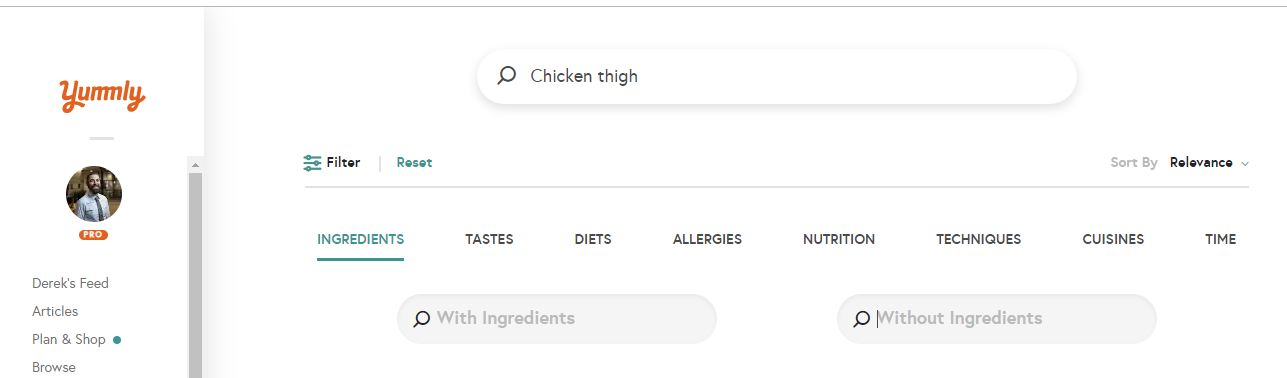 Yummly
PRO
Derek's Feed
Articles
Plan & Shop
Browse
Chicken thigh
Filter | Reset
Sort By Relevance
INGREDIENTS TASTES DIETS ALLERGIES NUTRITION TECHNIQUES CUISINES TIME
With Ingredients
Without Ingredients